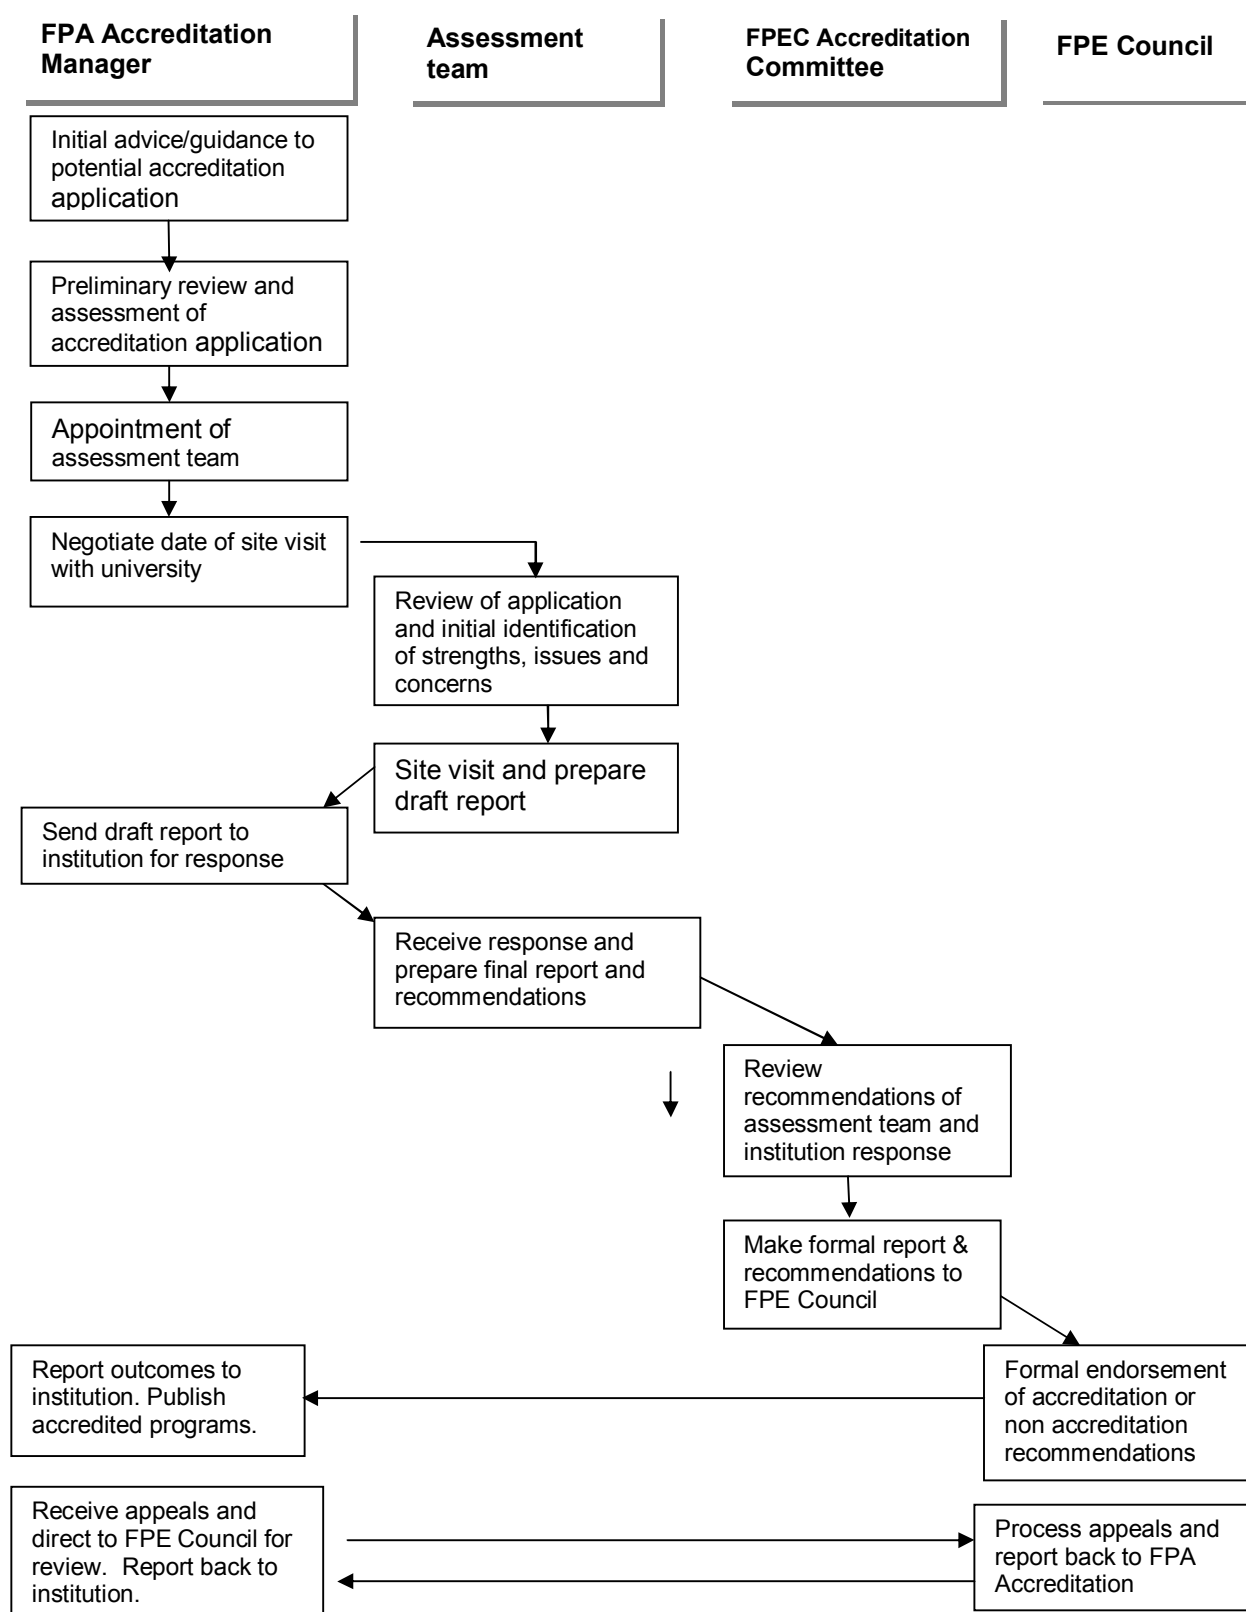 FPA Accreditation
Manager
Assessment
team
FPEC Accreditation
Committee
FPE Council
Initial advice/guidance to
potential accreditation
application
Preliminary review and
assessment of
accreditation application
Appointment of
assessment team
Negotiate date of site visit
with university
Review of application
and initial identification
of strengths, issues and
concerns
Site visit and prepare
draft report
Send draft report to
institution for response
Receive response and
prepare final report and
recommendations
Review
recommendations of
assessment team and
institution response
Make formal report &
recommendations to
FPE Council
Report outcomes to
institution. Publish
accredited programs.
Formal endorsement
of accreditation or
non accreditation
recommendations
Receive appeals and
direct to FPE Council for
review. Report back to
institution.
Process appeals and
report back to FPA
Accreditation